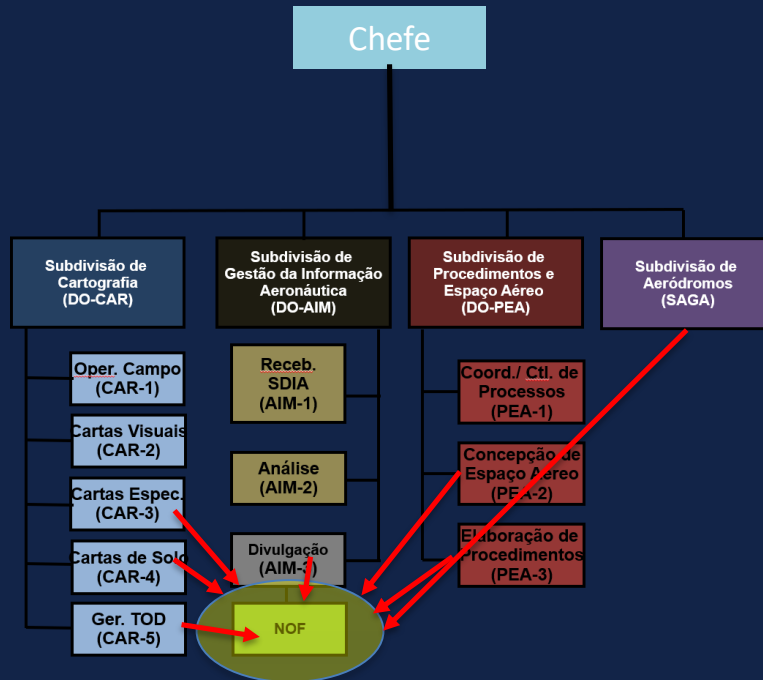 Chefe
Subdivisão de
Cartografia
(DO-CAR)
Subdivisão de
Gestão da Informação
Aeronáutica
(DO-AIM)
Subdivisão de
Procedimentos e
Espaço Aéreo
(DO-PEA)
Subdivisão de
Aeródromos
(SAGA)
Oper. Campo
(CAR-1)
Cartas Visuais
(CAR-2)
Cartas Espec.
(CAR-3)
Cartas de Solo
(CAR-4)
Ger. TOD
(CAR-5)
Receb.
SDIA
(AIM-1)
Análise
(AIM-2)
Divulgação
(AIM-3)
NOF
Coord./ Ctl. de
Processos
(PEA-1)
Concepção de
Espaço Aéreo
(PEA-2)
Elaboração de
Procedimentos
(PEA-3)